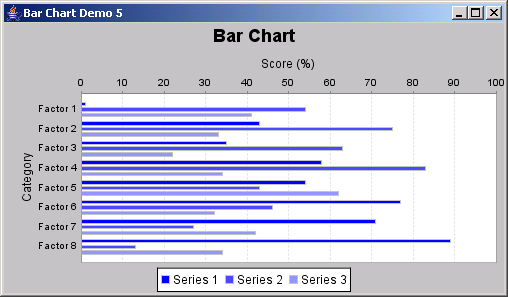 Bar Chart Demo 5
Bar Chart
Score (%)
0 10 20 30 40 50 60 70 80 90 100
Category
Factor 1
Factor 2
Factor 3
Factor 4
Factor 5
Factor 6
Factor 7
Factor 8
Series 1 Series 2 Series 3